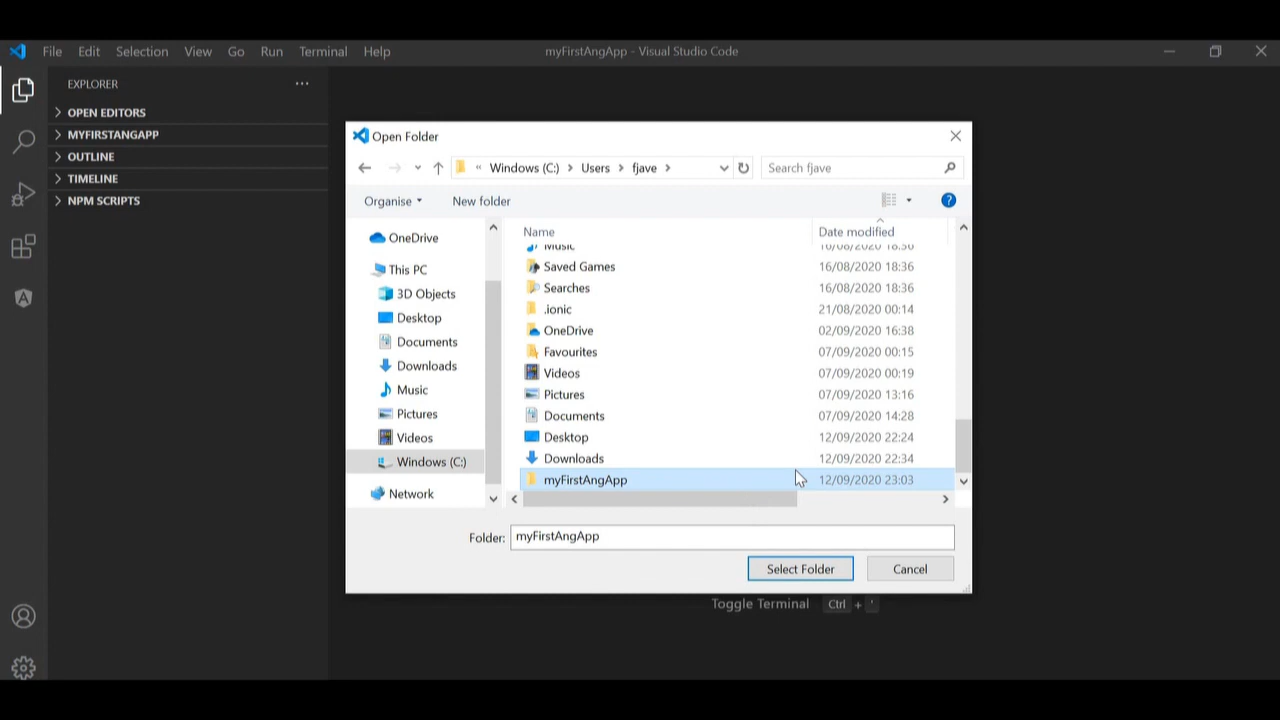 File Edit Selection View Go Run Terminal Help
myFirstAngApp - Visual Studio Code
EXPLORER
OPEN EDITORS
MYFIRSTANGAPP
OUTLINE
TIMELINE
NPM SCRIPTS
Open Folder
« Windows (C:) > Users > fjave >
Search fjave
Organise
New folder
OneDrive
This PC
3D Objects
Desktop
Documents
Downloads
Music
Pictures
Videos
Windows (C:)
Network
Name Date modified
Music 16/08/2020 18:36
Saved Games 16/08/2020 18:36
Searches 16/08/2020 18:36
.ionic 21/08/2020 00:14
OneDrive 02/09/2020 16:38
Favourites 07/09/2020 00:15
Videos 07/09/2020 00:19
Pictures 07/09/2020 13:16
Documents 07/09/2020 14:28
Desktop 12/09/2020 22:24
Downloads 12/09/2020 22:34
myFirstAngApp 12/09/2020 23:03
Folder: myFirstAngApp
Select Folder
Cancel
Toggle Terminal Ctrl + '